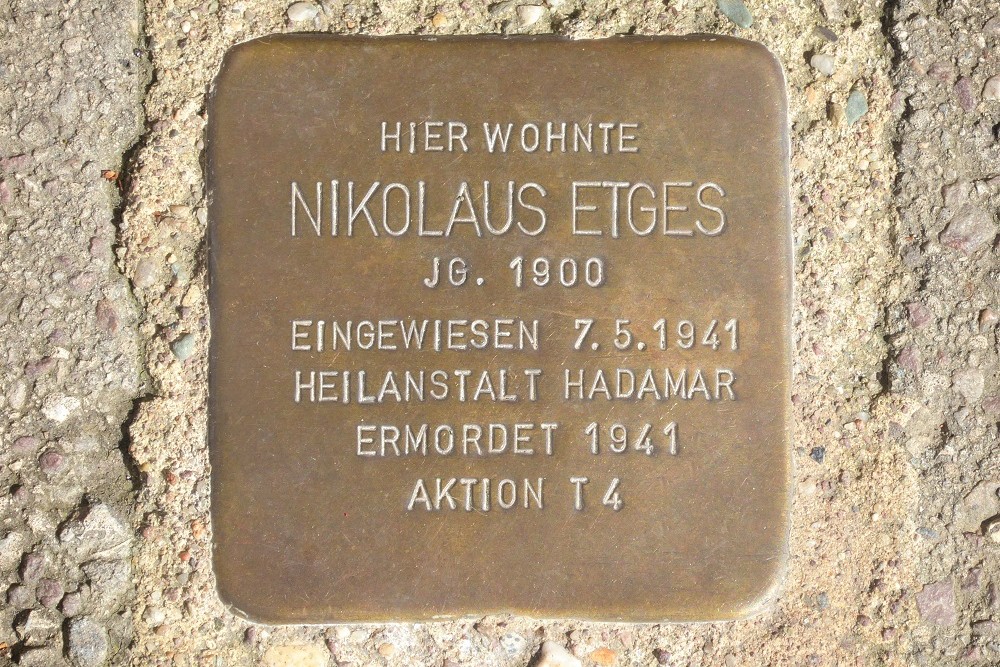 HIER WOHNTE
NIKOLAUS ETGES
JG. 1900
EINGEWIESEN 7.5.1941
HEILANSTALT HADAMAR
ERMORDET 1941
AKTION T4